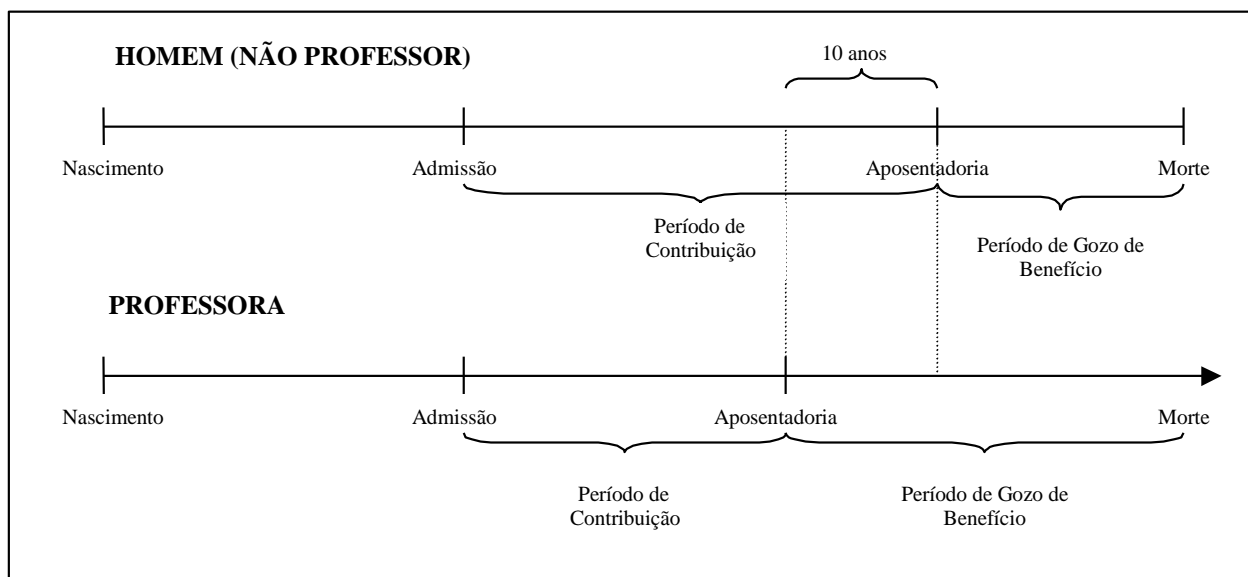 HOMEM (NÃO PROFESSOR)
10 anos
Nascimento
Admissão
Aposentadoria
Morte
Período de
Contribuição
Período de Gozo de
Benefício
PROFESSORA
Nascimento
Admissão
Aposentadoria
Morte
Período de
Contribuição
Período de Gozo de
Benefício